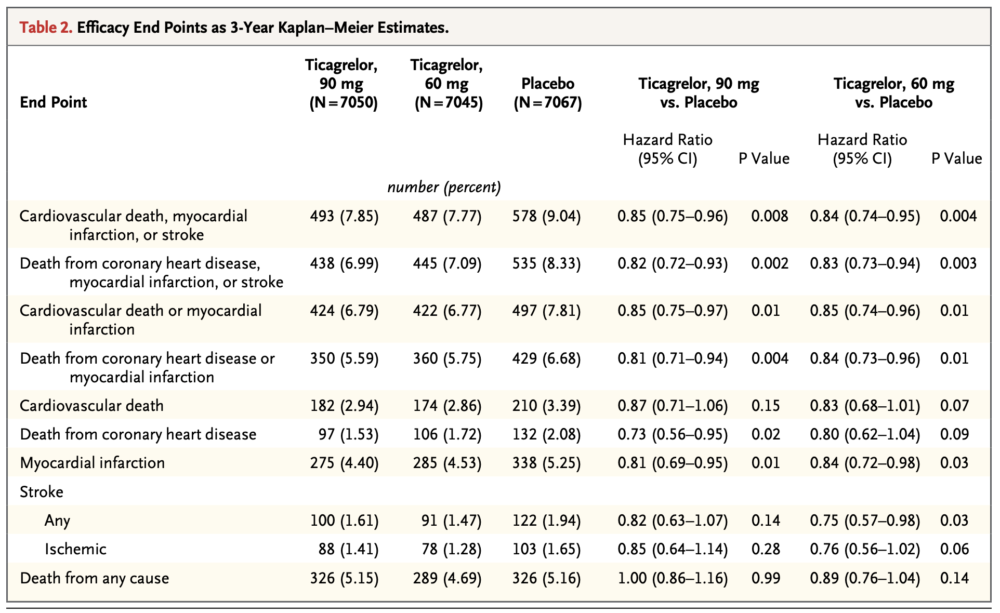 Table 2. Efficacy End Points as 3-Year Kaplan–Meier Estimates.
End Point Ticagrelor, 90 mg (N=7050) Ticagrelor, 60 mg (N=7045) Placebo (N=7067) Ticagrelor, 90 mg vs. Placebo Ticagrelor, 60 mg vs. Placebo
Hazard Ratio (95% CI) P Value Hazard Ratio (95% CI) P Value
number (percent)
Cardiovascular death, myocardial infarction, or stroke 493 (7.85) 487 (7.77) 578 (9.04) 0.85 (0.75–0.96) 0.008 0.84 (0.74–0.95) 0.004
Death from coronary heart disease, myocardial infarction, or stroke 438 (6.99) 445 (7.09) 535 (8.33) 0.82 (0.72–0.93) 0.002 0.83 (0.73–0.94) 0.003
Cardiovascular death or myocardial infarction 424 (6.79) 422 (6.77) 497 (7.81) 0.85 (0.75–0.97) 0.01 0.85 (0.74–0.96) 0.01
Death from coronary heart disease or myocardial infarction 350 (5.59) 360 (5.75) 429 (6.68) 0.81 (0.71–0.94) 0.004 0.84 (0.73–0.96) 0.01
Cardiovascular death 182 (2.94) 174 (2.86) 210 (3.39) 0.87 (0.71–1.06) 0.15 0.83 (0.68–1.01) 0.07
Death from coronary heart disease 97 (1.53) 106 (1.72) 132 (2.08) 0.73 (0.56–0.95) 0.02 0.80 (0.62–1.04) 0.09
Myocardial infarction 275 (4.40) 285 (4.53) 338 (5.25) 0.81 (0.69–0.95) 0.01 0.84 (0.72–0.98) 0.03
Stroke
Any 100 (1.61) 91 (1.47) 122 (1.94) 0.82 (0.63–1.07) 0.14 0.75 (0.57–0.98) 0.03
Ischemic 88 (1.41) 78 (1.28) 103 (1.65) 0.85 (0.64–1.14) 0.28 0.76 (0.56–1.02) 0.06
Death from any cause 326 (5.15) 289 (4.69) 326 (5.16) 1.00 (0.86–1.16) 0.99 0.89 (0.76–1.04) 0.14